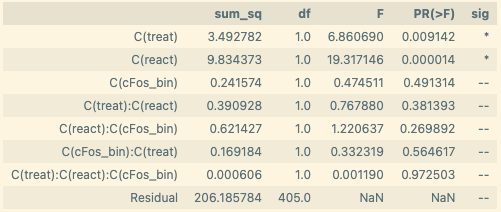 sum_sq df F PR(>F) sig
C(treat) 3.492782 1.0 6.860690 0.009142 *
C(react) 9.834373 1.0 19.317146 0.000014 *
C(cFos_bin) 0.241574 1.0 0.474511 0.491314 --
C(treat):C(react) 0.390928 1.0 0.767880 0.381393 --
C(react):C(cFos_bin) 0.621427 1.0 1.220637 0.269892 --
C(cFos_bin):C(treat) 0.169184 1.0 0.332319 0.564617 --
C(treat):C(react):C(cFos_bin) 0.000606 1.0 0.001190 0.972503 --
Residual 206.185784 405.0 NaN NaN --